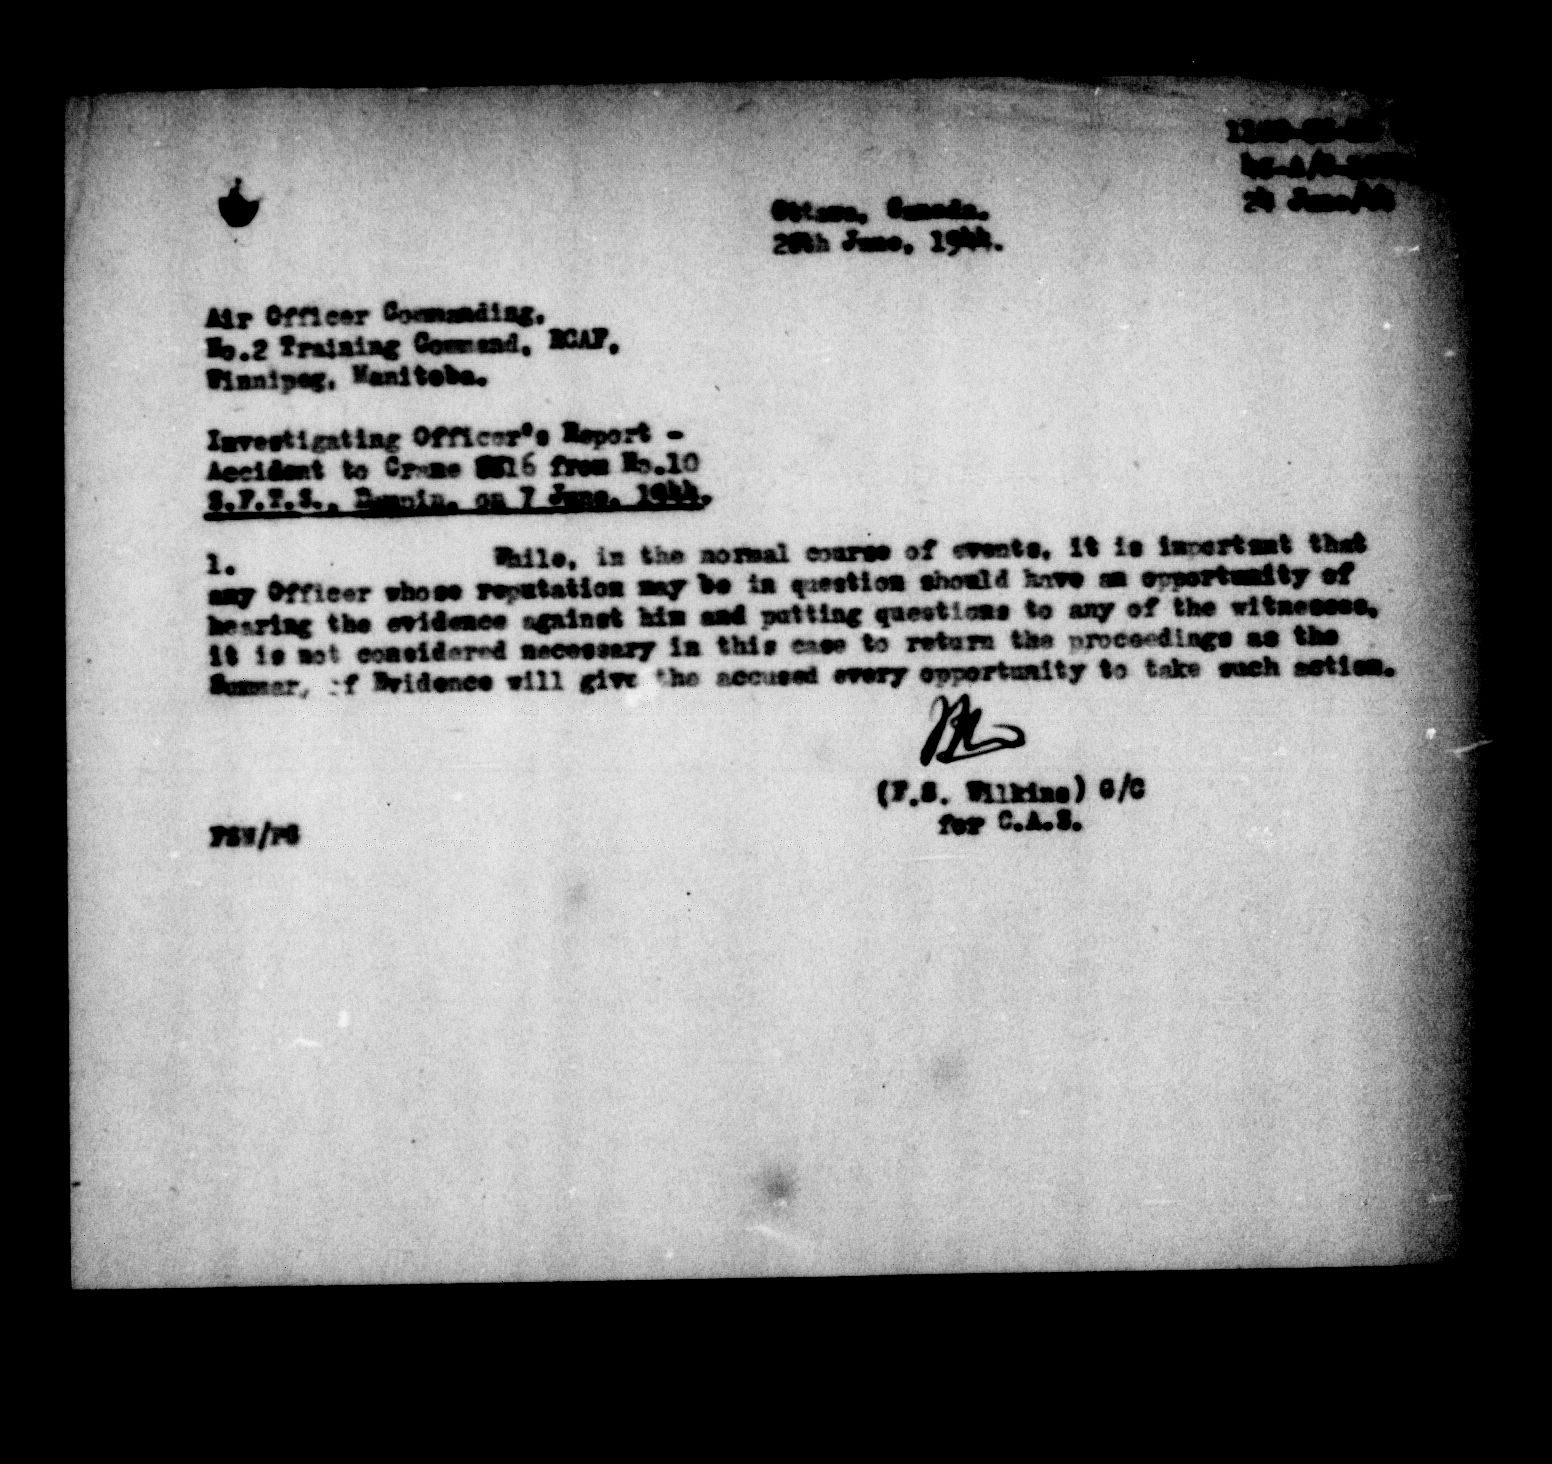 24 June/44
Ottawa, Canada.
June, 1944.
Air Officer Commanding,
No.2 Training Command, RCAF,
Winnipeg, Manitoba.
Investigating Officer's Report -
Accident to Crane 8816 from No.10
S.F.T.S., Dauphin, on 7 June, 1944.
1. While, in the normal course of events, it is important that
any Officer whose reputation may be in question should have an opportunity of
hearing the evidence against him and putting questions to any of the witnesses,
it is not considered necessary in this case to return the proceedings as the
Summary of Evidence will give the accused every opportunity to take such action.
(F.S. Wilkins) G/C
for C.A.S.
FSW/PG